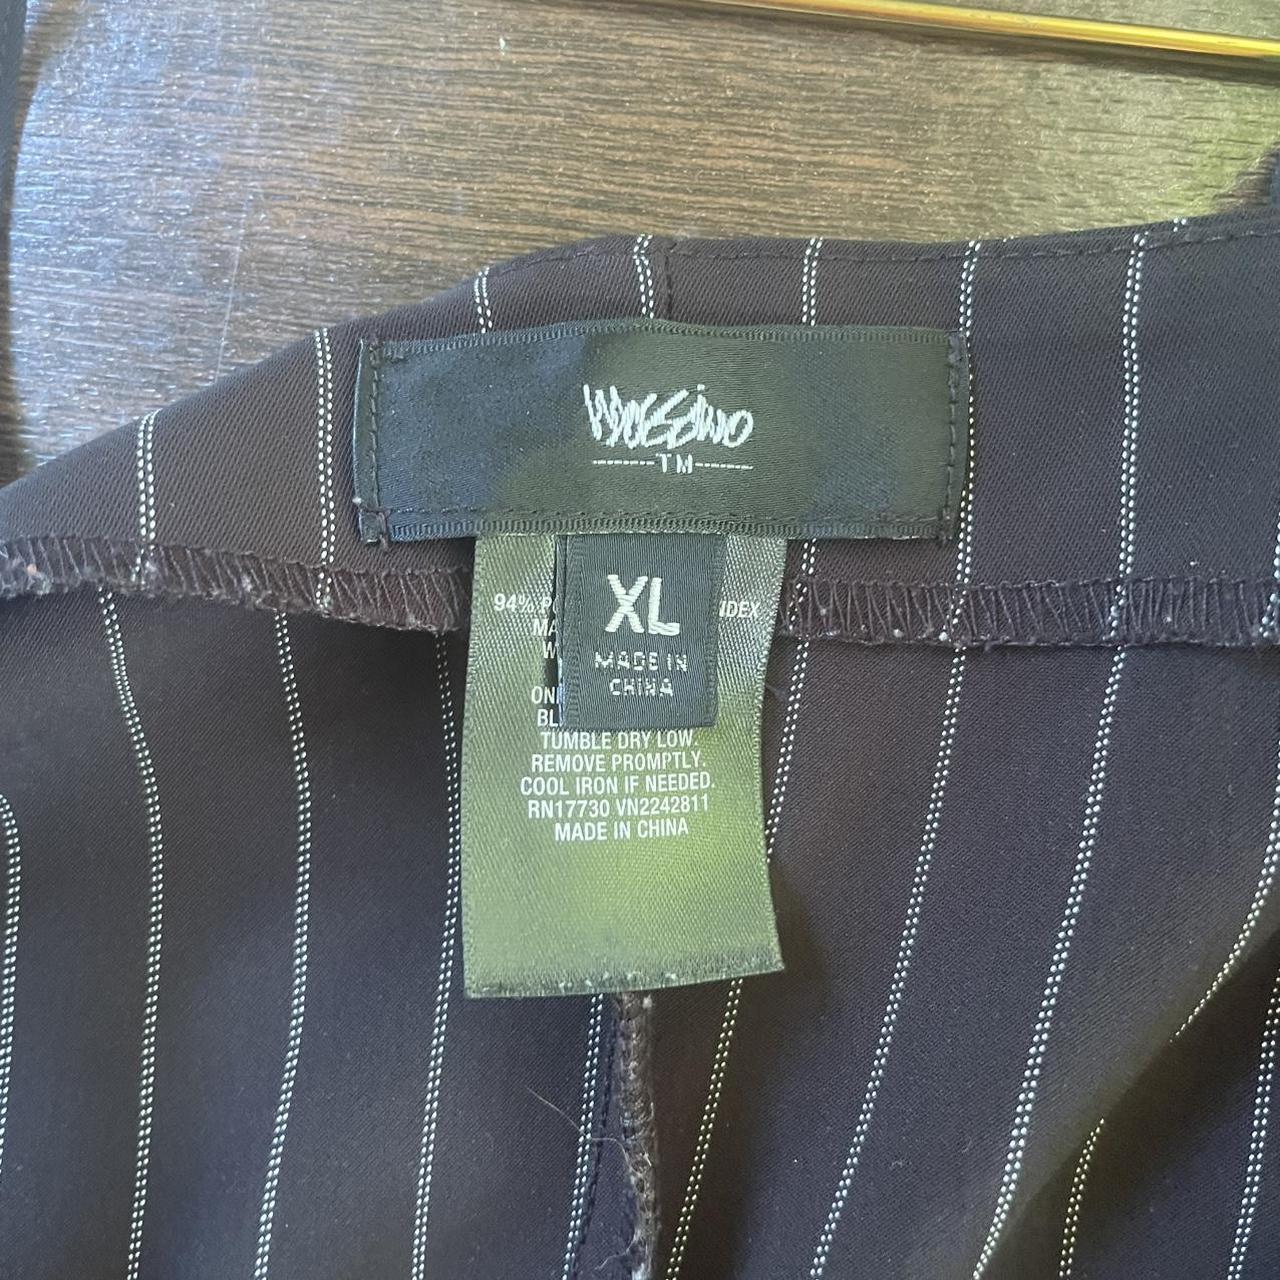 Mossimo
TM
XL
MADE IN
CHINA
94%
TUMBLE DRY LOW.
REMOVE PROMPTLY.
COOL IRON IF NEEDED.
RN17730 VN2242811
MADE IN CHINA